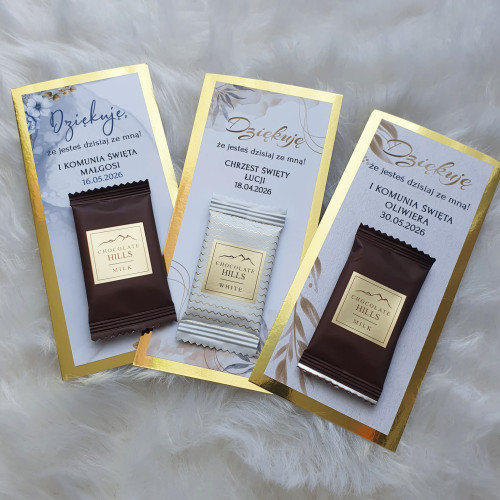 Dziękuję,
że jesteś dzisiaj ze mną!
I KOMUNIA ŚWIĘTA
MAŁGOSI
16.05.2026
CHOCOLATE
HILLS
MILK
Dziękuję
że jesteś dzisiaj ze mną!
CHRZEST ŚWIĘTY
ŁUCJI
18.04.2026
CHOCOLATE
HILLS
WHITE
Dziękuję
że jesteś dzisiaj ze mną!
I KOMUNIA ŚWIĘTA
OLIWIERA
30.05.2026
CHOCOLATE
HILLS
MILK